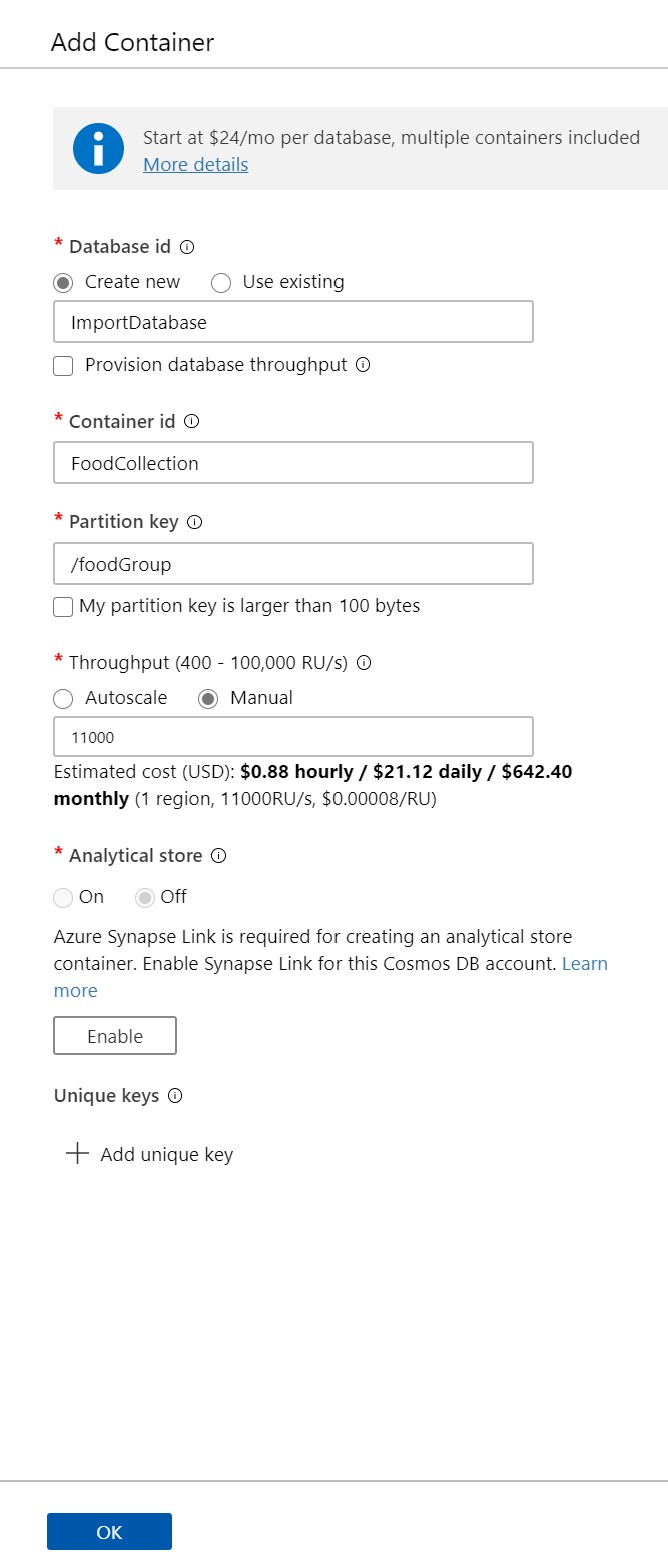 Add Container
Start at $24/mo per database, multiple containers included
More details
* Database id
Create new Use existing
ImportDatabase
Provision database throughput
* Container id
FoodCollection
* Partition key
/foodGroup
My partition key is larger than 100 bytes
* Throughput (400 - 100,000 RU/s)
Autoscale Manual
11000
Estimated cost (USD): $0.88 hourly / $21.12 daily / $642.40
monthly (1 region, 11000RU/s, $0.00008/RU)
* Analytical store
On Off
Azure Synapse Link is required for creating an analytical store
container. Enable Synapse Link for this Cosmos DB account. Learn
more
Enable
Unique keys
Add unique key
OK